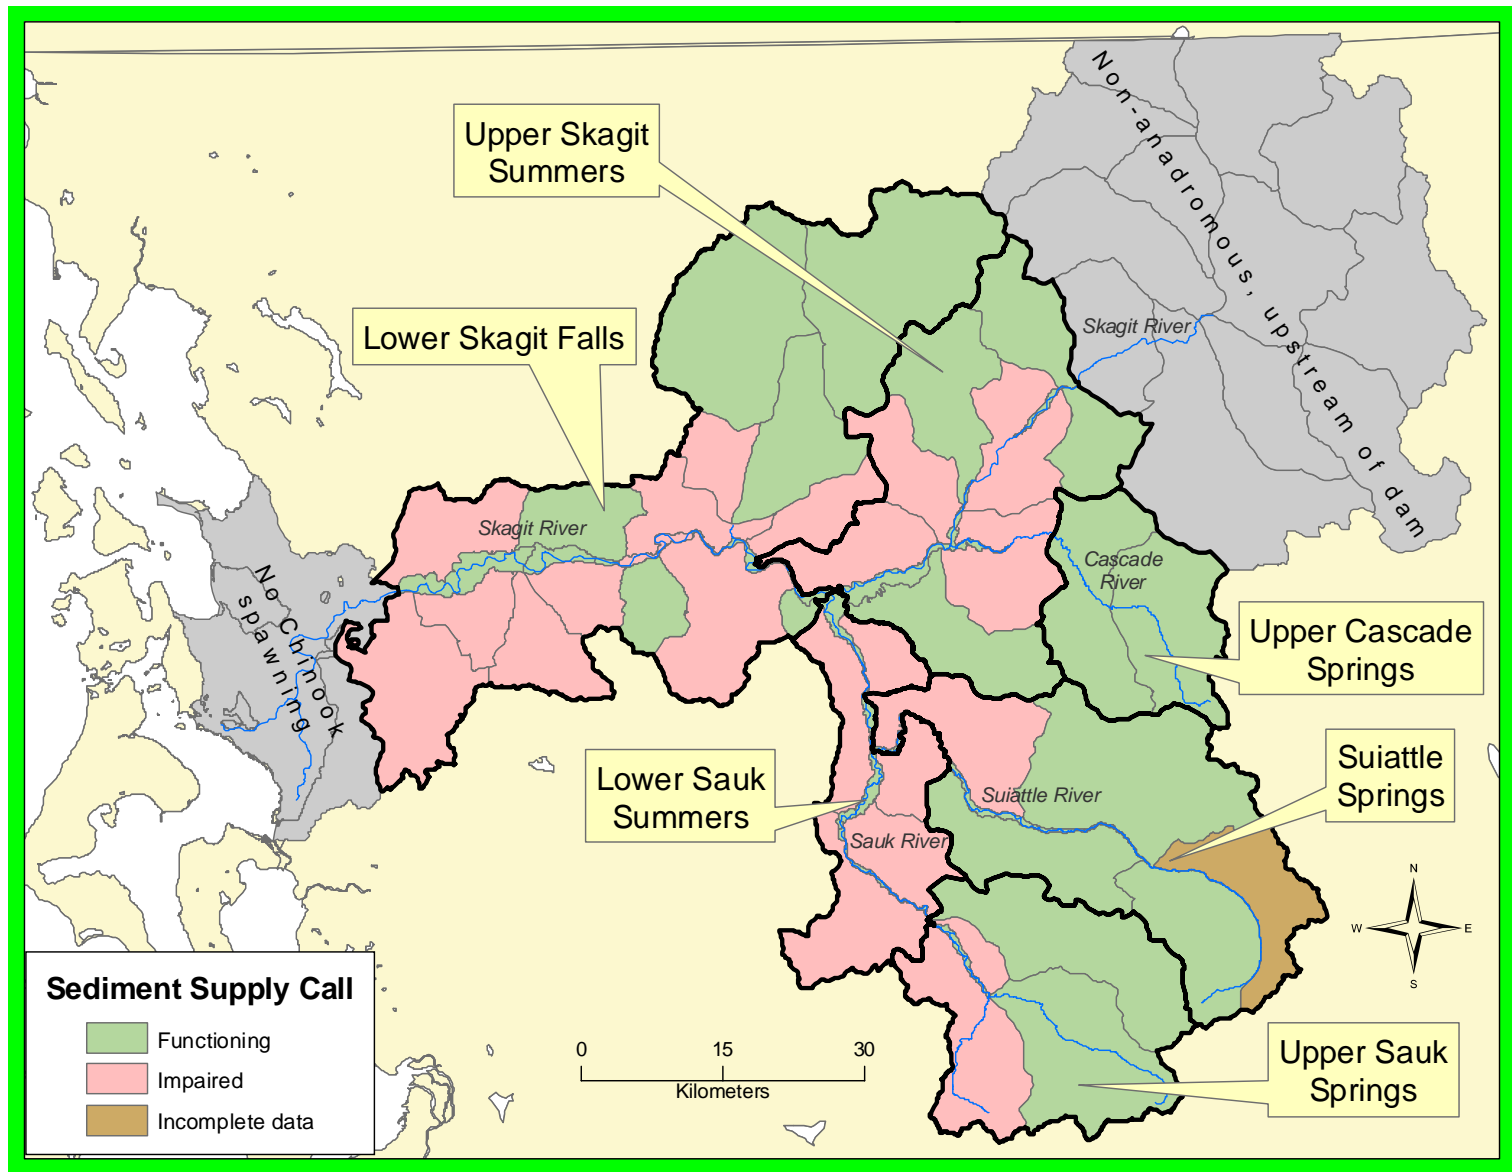 Non-anadromous, upstream of dam
Upper Skagit
Summers
Lower Skagit Falls
Skagit River
Skagit River
Cascade
River
No Chinook
spawning
Upper Cascade
Springs
Suiattle
Springs
Lower Sauk
Summers
Suiattle River
Sauk River
N
W
E
S
Sediment Supply Call
Functioning
Impaired
Incomplete data
0
15
30
Kilometers
Upper Sauk
Springs